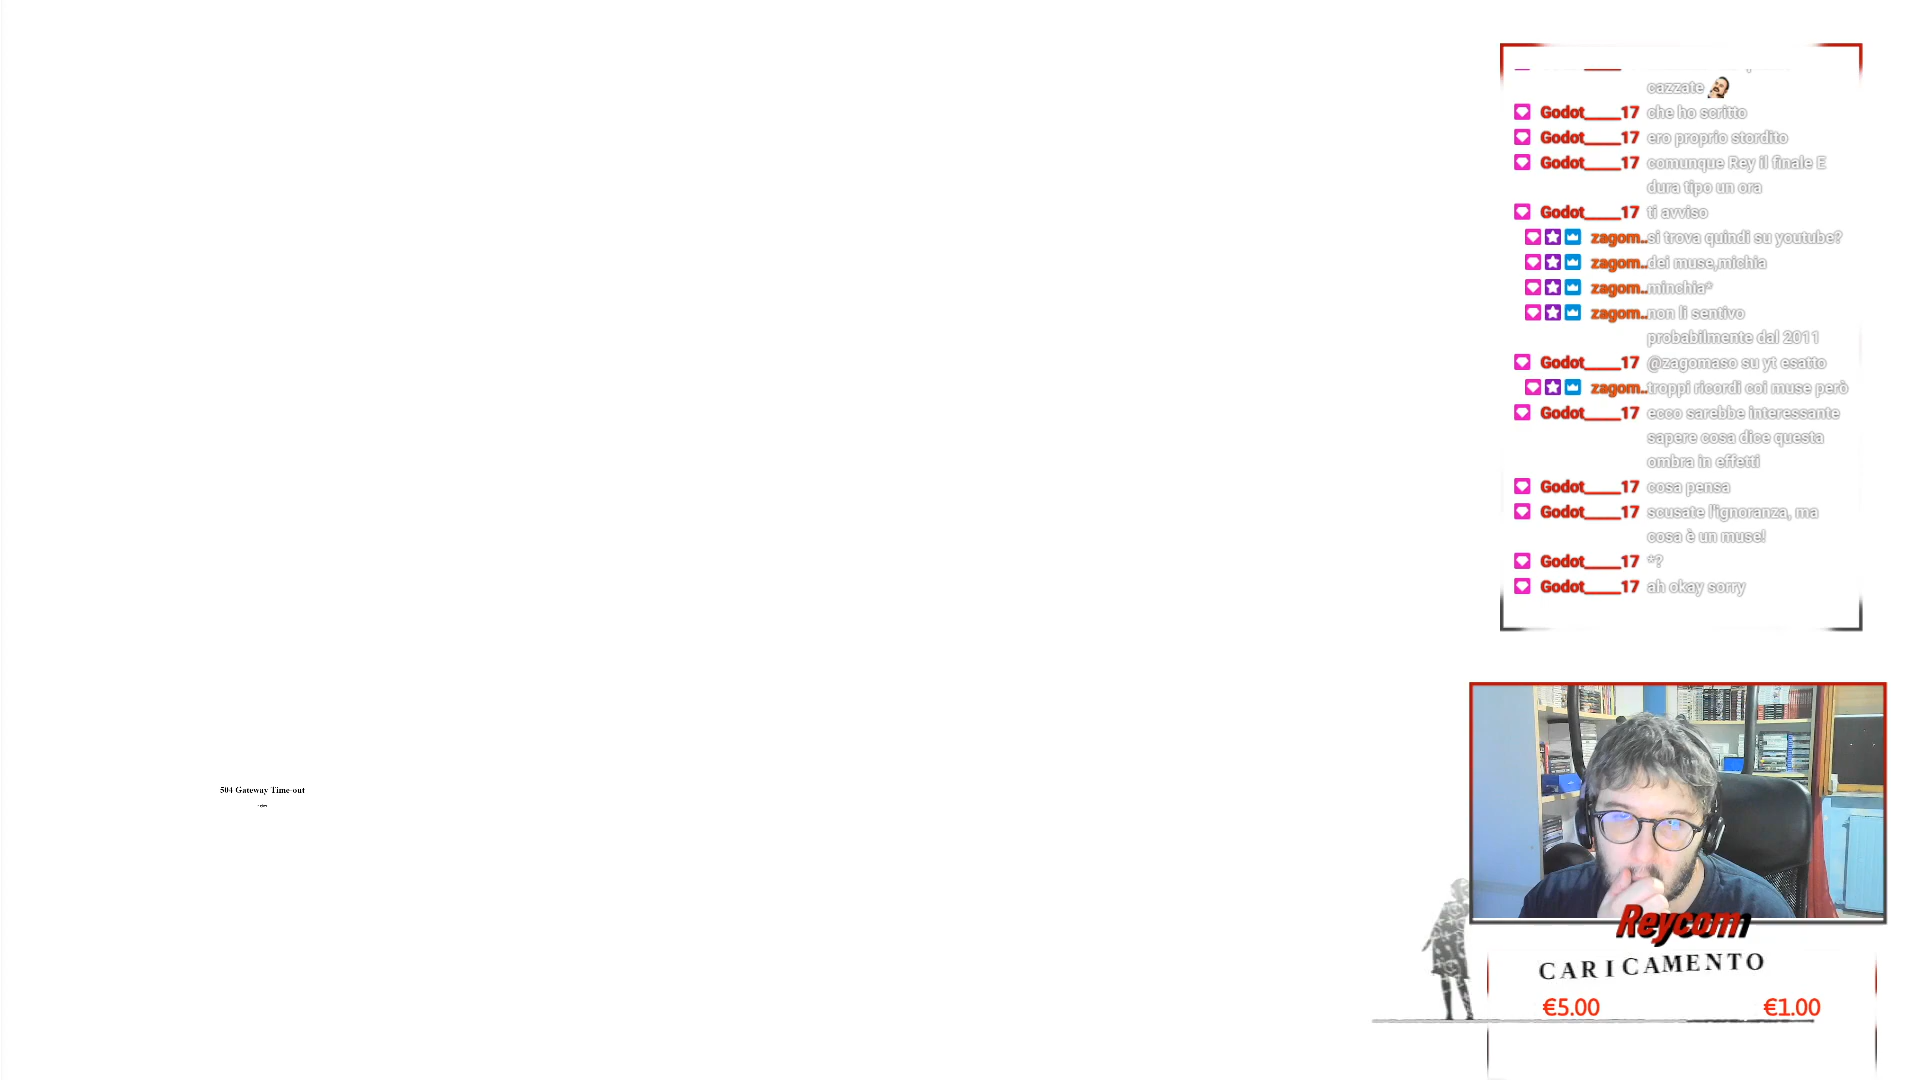 cazzate
Godot____17 che ho scritto
Godot____17 ero proprio stordito
Godot____17 comunque Rey il finale E
dura tipo un ora
Godot____17 ti avviso
zagom..si trova quindi su youtube?
zagom..dei muse,michia
zagom..minchia*
zagom..non li sentivo
probabilmente dal 2011
Godot____17 @zagomaso su yt esatto
zagom..troppi ricordi coi muse però
Godot____17 ecco sarebbe interessante
sapere cosa dice questa
ombra in effetti
Godot____17 cosa pensa
Godot____17 scusate l'ignoranza, ma
cosa è un muse!
Godot____17 *?
Godot____17 ah okay sorry
504 Gateway Time-out
Reycom
CARICAMENTO
€5.00 €1.00